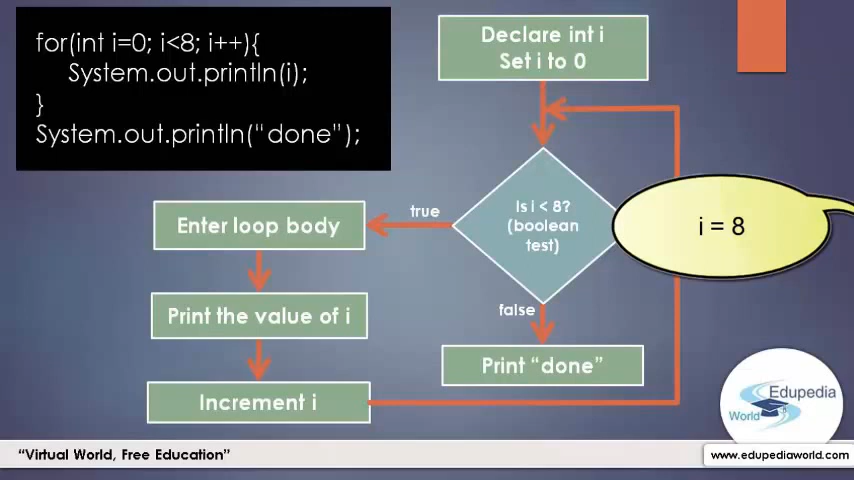 for(int i=0; i<8; i++){
System.out.println(i);
}
System.out.println(“done”);
Declare int i
Set i to 0
Is i < 8?
(boolean
test)
true
false
i = 8
Enter loop body
Print the value of i
Increment i
Print “done”
Edupedia
World
“Virtual World, Free Education”
www.edupediaworld.com